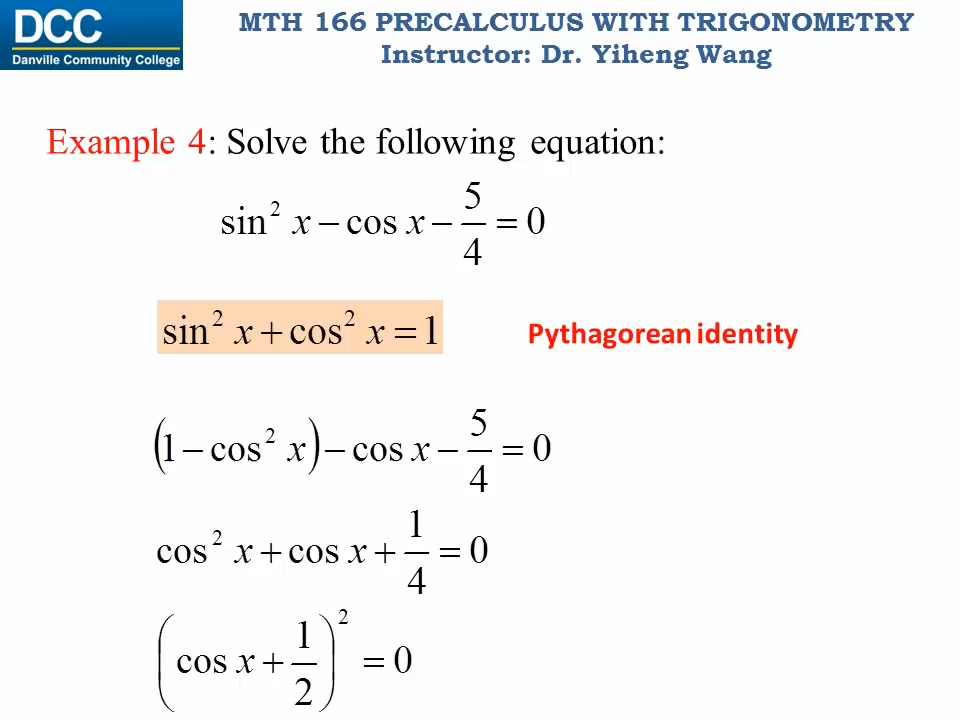 DCC
Danville Community College
MTH 166 PRECALCULUS WITH TRIGONOMETRY
Instructor: Dr. Yiheng Wang
Example 4: Solve the following equation:
sin² x − cos x − 5/4 = 0
sin² x + cos² x = 1 Pythagorean identity
(1 − cos² x) − cos x − 5/4 = 0
cos² x + cos x + 1/4 = 0
(cos x + 1/2)² = 0